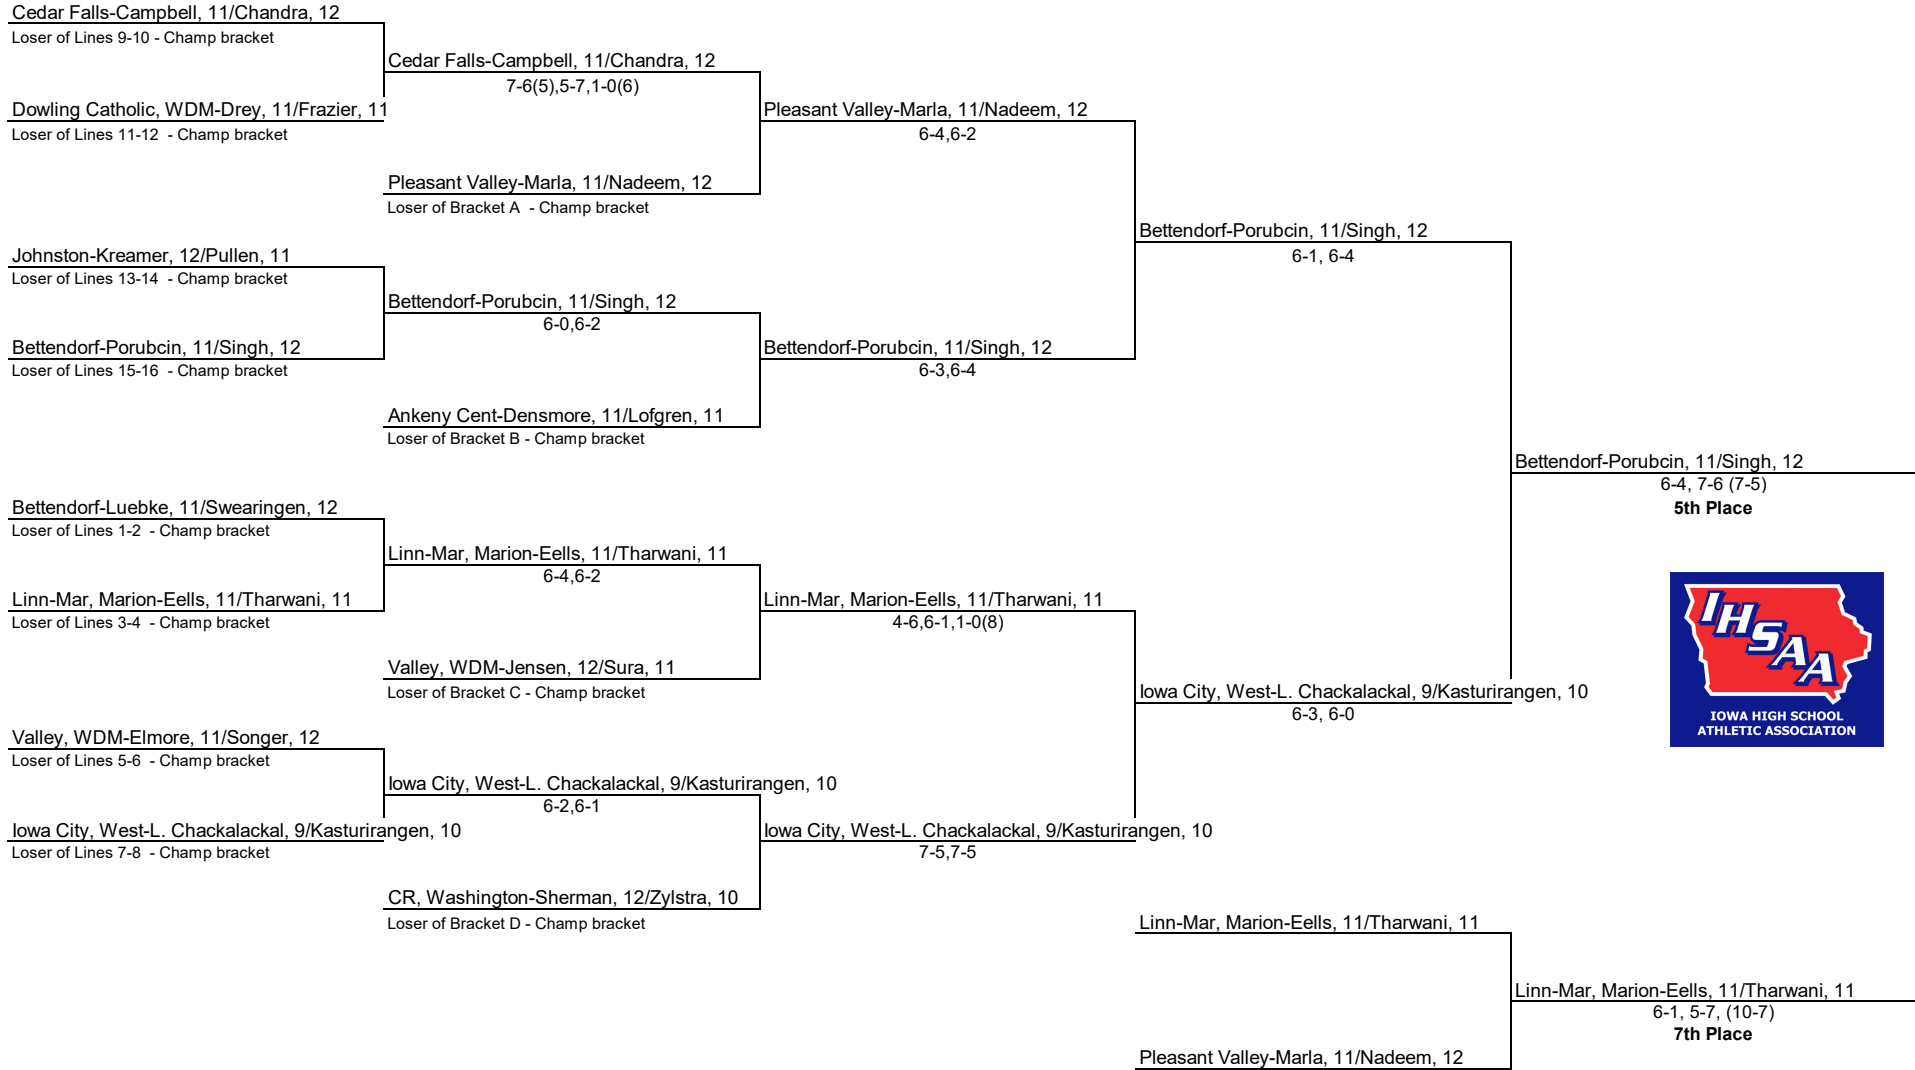 Cedar Falls-Campbell, 11/Chandra, 12
Loser of Lines 9-10 - Champ bracket
Cedar Falls-Campbell, 11/Chandra, 12
7-6(5),5-7,1-0(6)
Dowling Catholic, WDM-Drey, 11/Frazier, 11
Loser of Lines 11-12 - Champ bracket
Pleasant Valley-Marla, 11/Nadeem, 12
6-4,6-2
Pleasant Valley-Marla, 11/Nadeem, 12
Loser of Bracket A - Champ bracket
Bettendorf-Porubcin, 11/Singh, 12
6-1, 6-4
Johnston-Kreamer, 12/Pullen, 11
Loser of Lines 13-14 - Champ bracket
Bettendorf-Porubcin, 11/Singh, 12
6-0,6-2
Bettendorf-Porubcin, 11/Singh, 12
Loser of Lines 15-16 - Champ bracket
Bettendorf-Porubcin, 11/Singh, 12
6-3,6-4
Ankeny Cent-Densmore, 11/Lofgren, 11
Loser of Bracket B - Champ bracket
Bettendorf-Porubcin, 11/Singh, 12
6-4, 7-6 (7-5)
5th Place
Bettendorf-Luebke, 11/Swearingen, 12
Loser of Lines 1-2 - Champ bracket
Linn-Mar, Marion-Eells, 11/Tharwani, 11
6-4,6-2
Linn-Mar, Marion-Eells, 11/Tharwani, 11
Loser of Lines 3-4 - Champ bracket
Linn-Mar, Marion-Eells, 11/Tharwani, 11
4-6,6-1,1-0(8)
Valley, WDM-Jensen, 12/Sura, 11
Loser of Bracket C - Champ bracket
Iowa City, West-L. Chackalackal, 9/Kasturirangen, 10
6-3, 6-0
IHSAA
IOWA HIGH SCHOOL
ATHLETIC ASSOCIATION
Valley, WDM-Elmore, 11/Songer, 12
Loser of Lines 5-6 - Champ bracket
Iowa City, West-L. Chackalackal, 9/Kasturirangen, 10
6-2,6-1
Iowa City, West-L. Chackalackal, 9/Kasturirangen, 10
Loser of Lines 7-8 - Champ bracket
Iowa City, West-L. Chackalackal, 9/Kasturirangen, 10
7-5,7-5
CR, Washington-Sherman, 12/Zylstra, 10
Loser of Bracket D - Champ bracket
Linn-Mar, Marion-Eells, 11/Tharwani, 11
Linn-Mar, Marion-Eells, 11/Tharwani, 11
6-1, 5-7, (10-7)
7th Place
Pleasant Valley-Marla, 11/Nadeem, 12